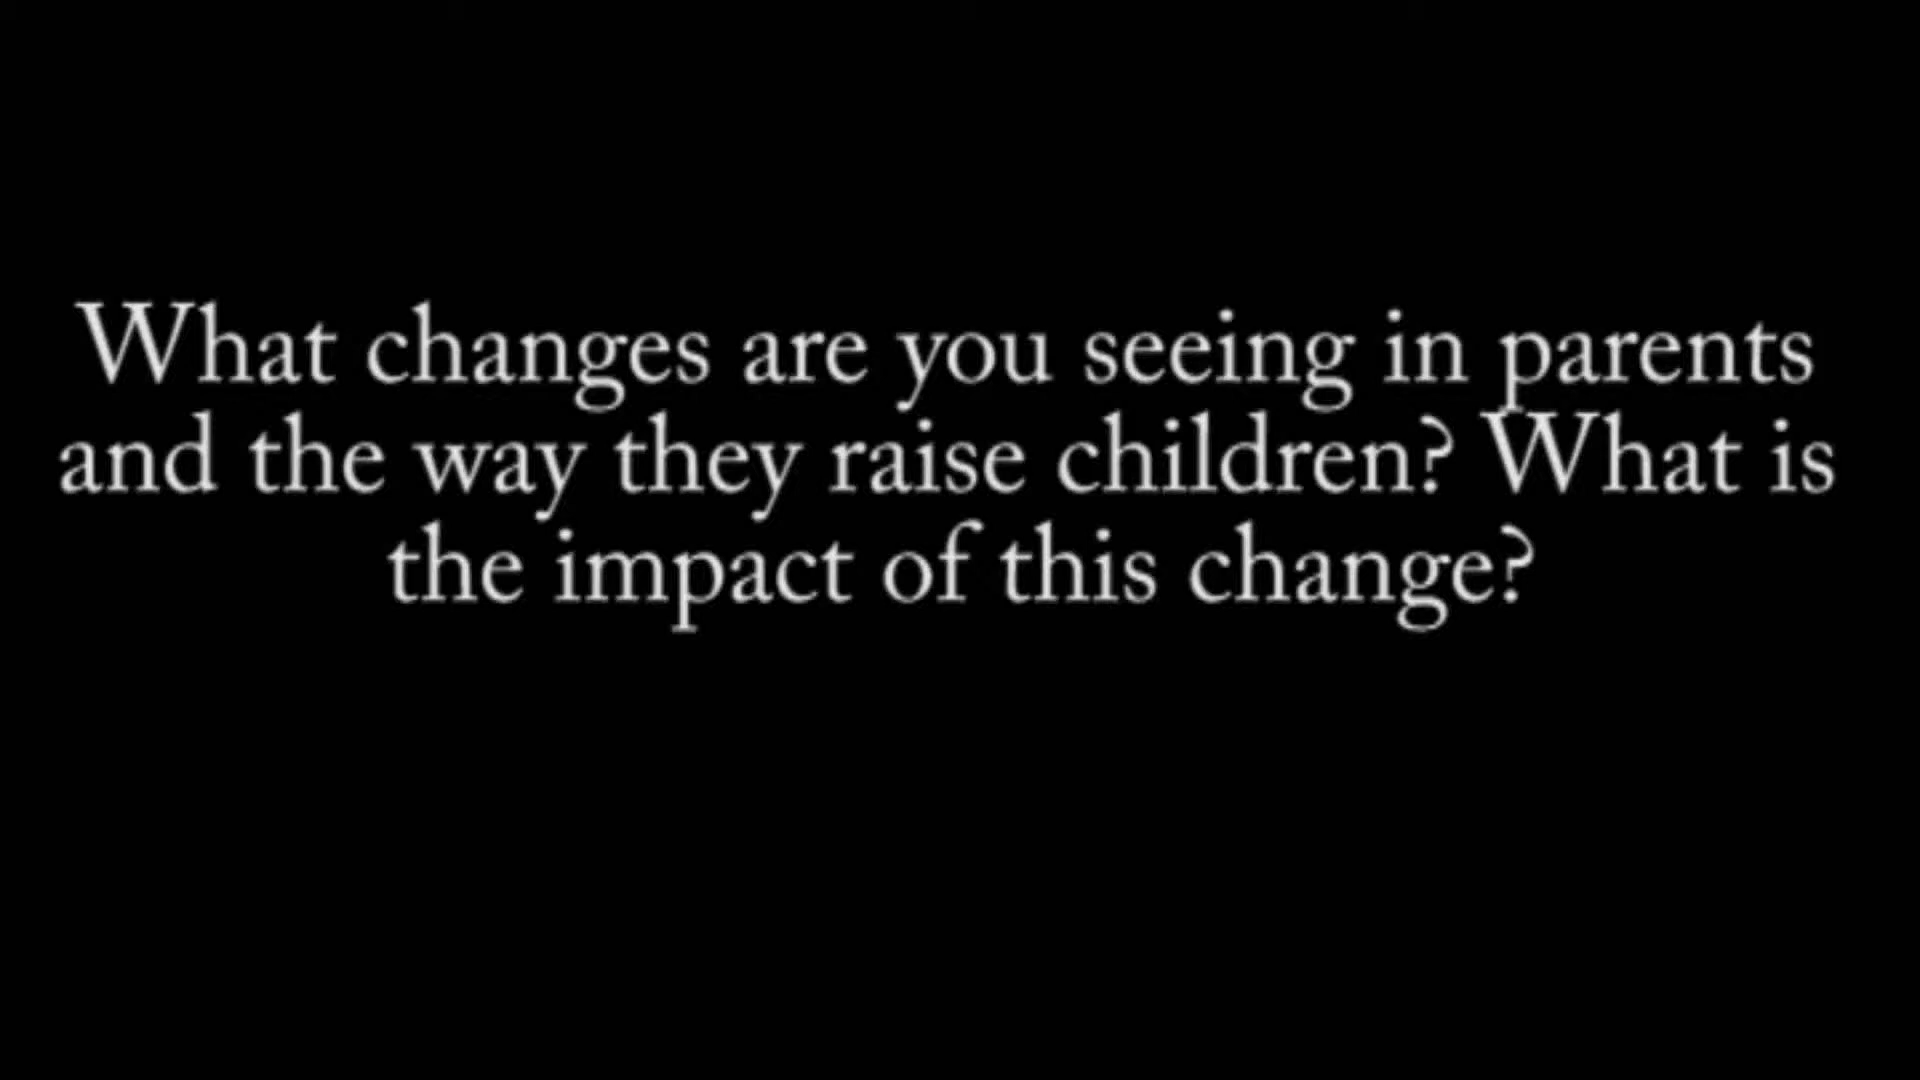 What changes are you seeing in parents
and the way they raise children? What is
the impact of this change?